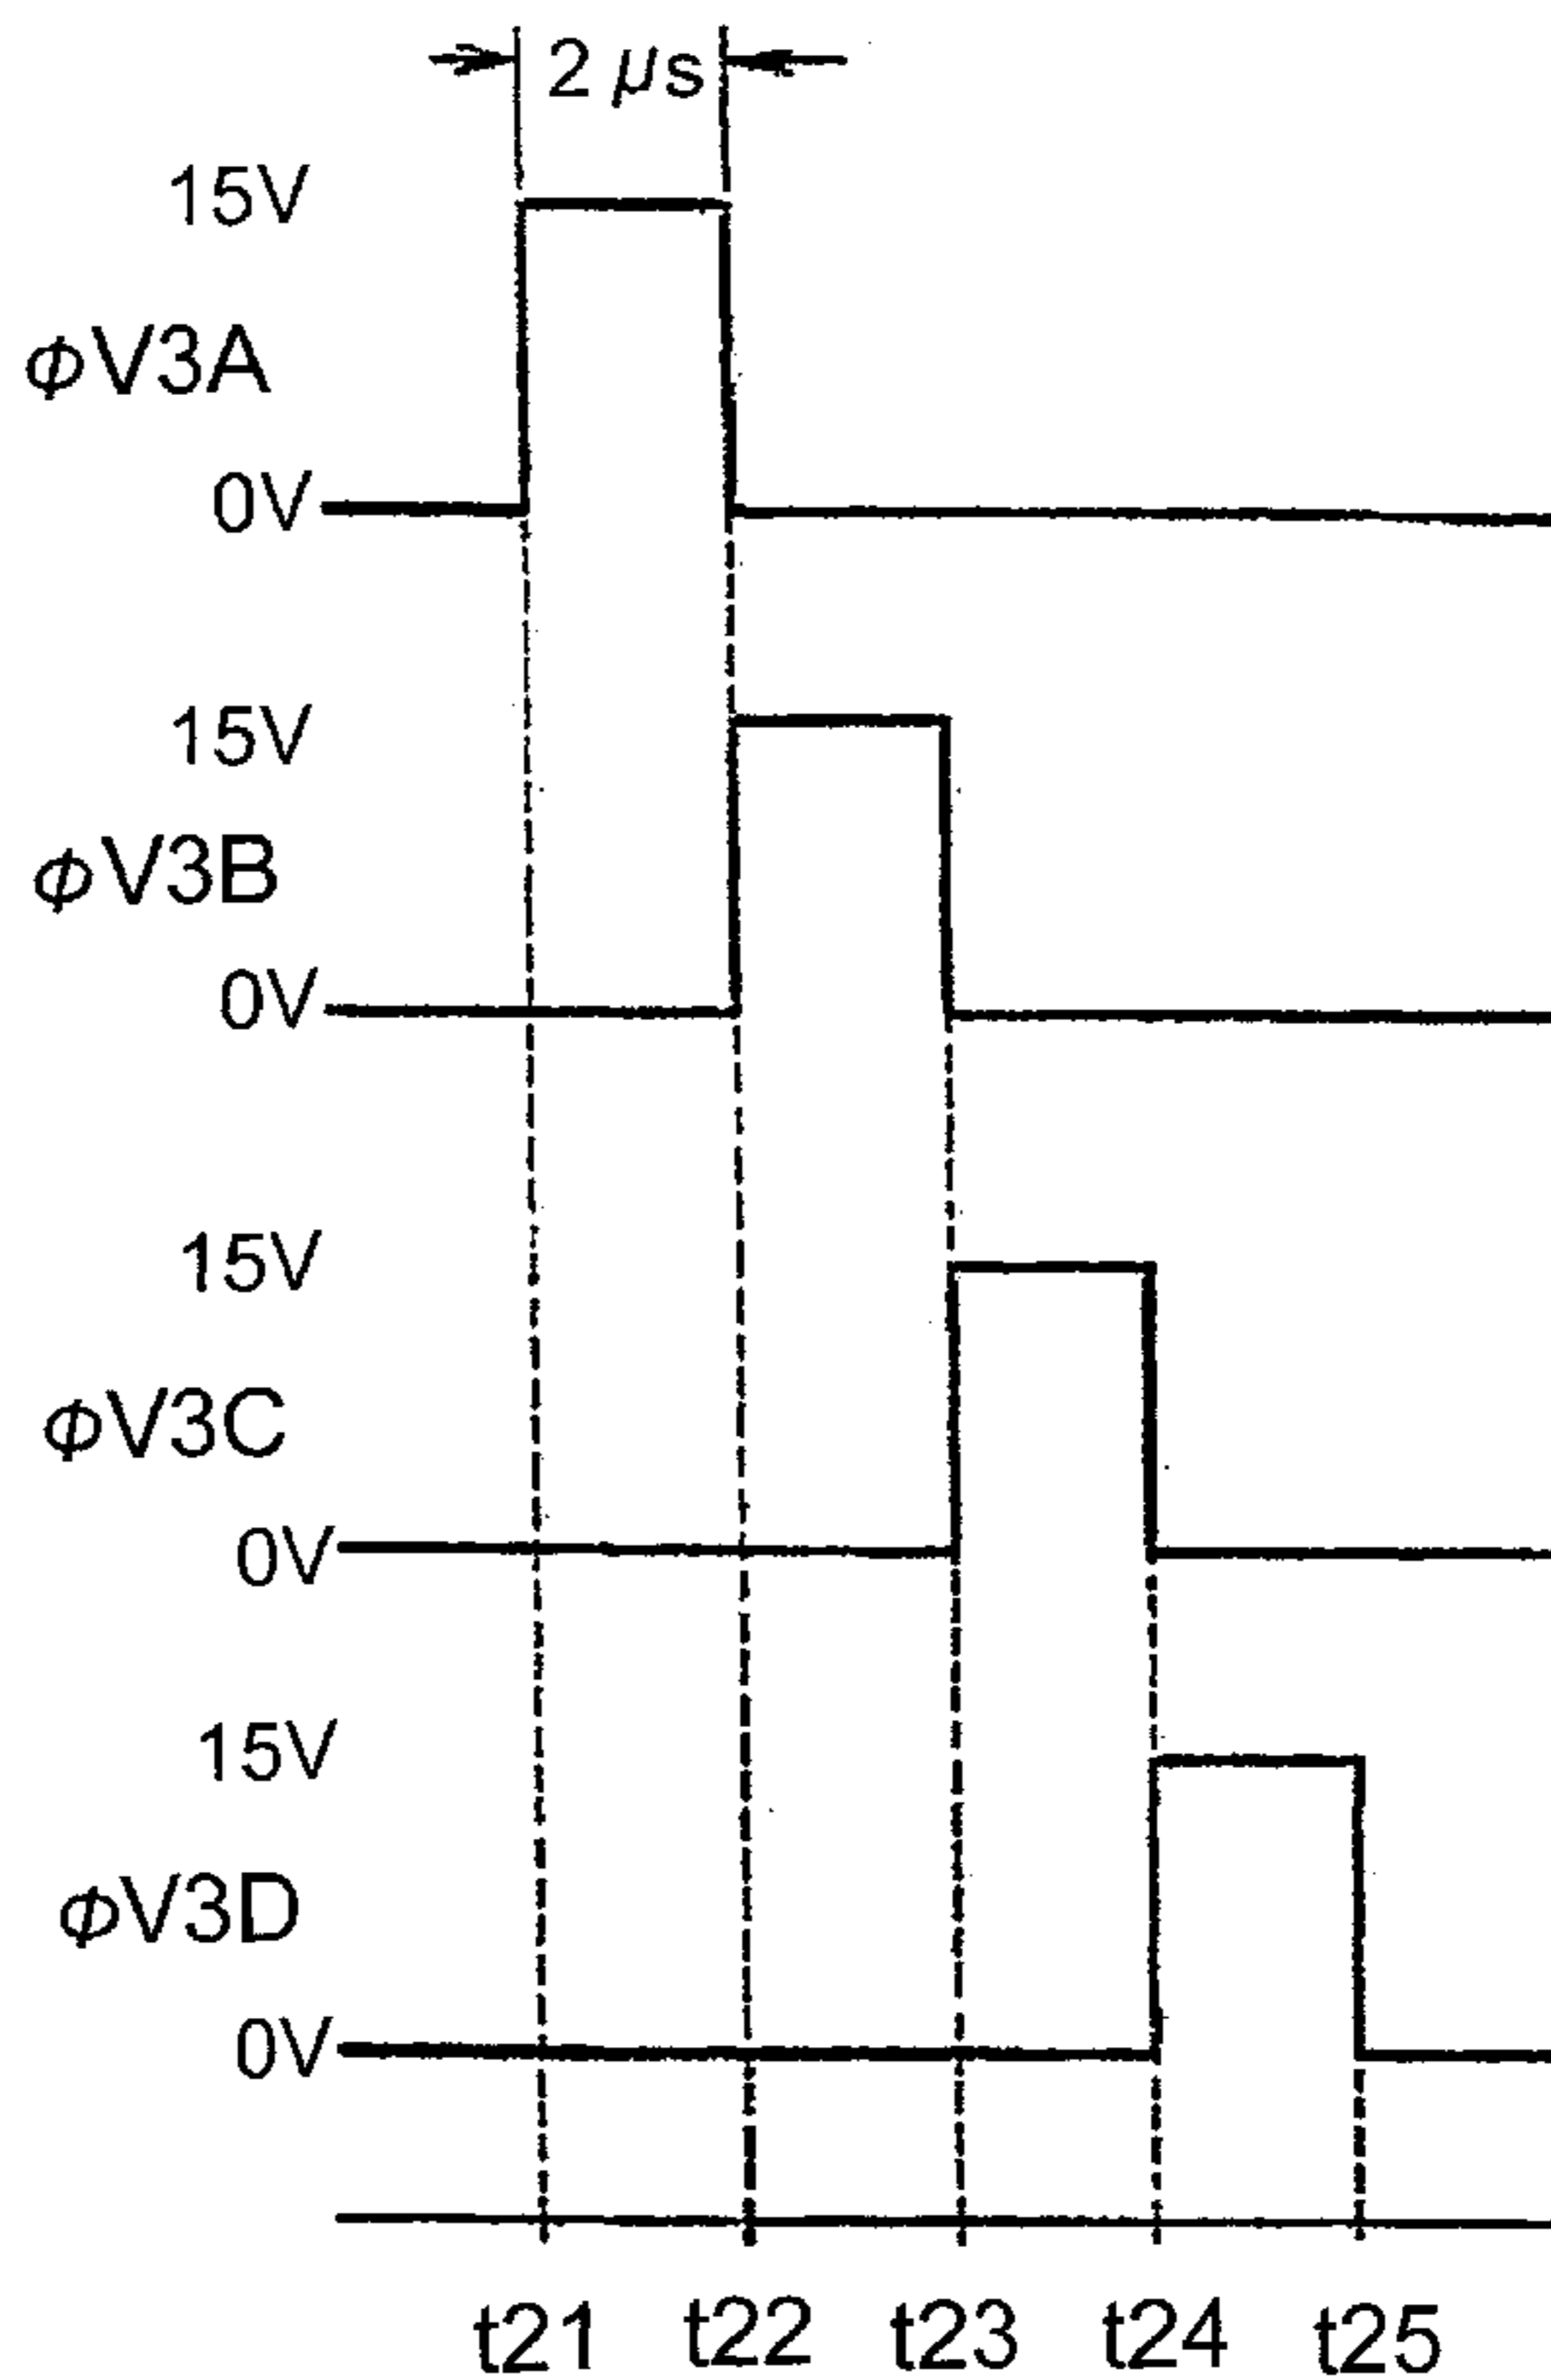 2 μs
15V
ϕV3A
0V
15V
ϕV3B
0V
15V
ϕV3C
0V
15V
ϕV3D
0V
t21 t22 t23 t24 t25